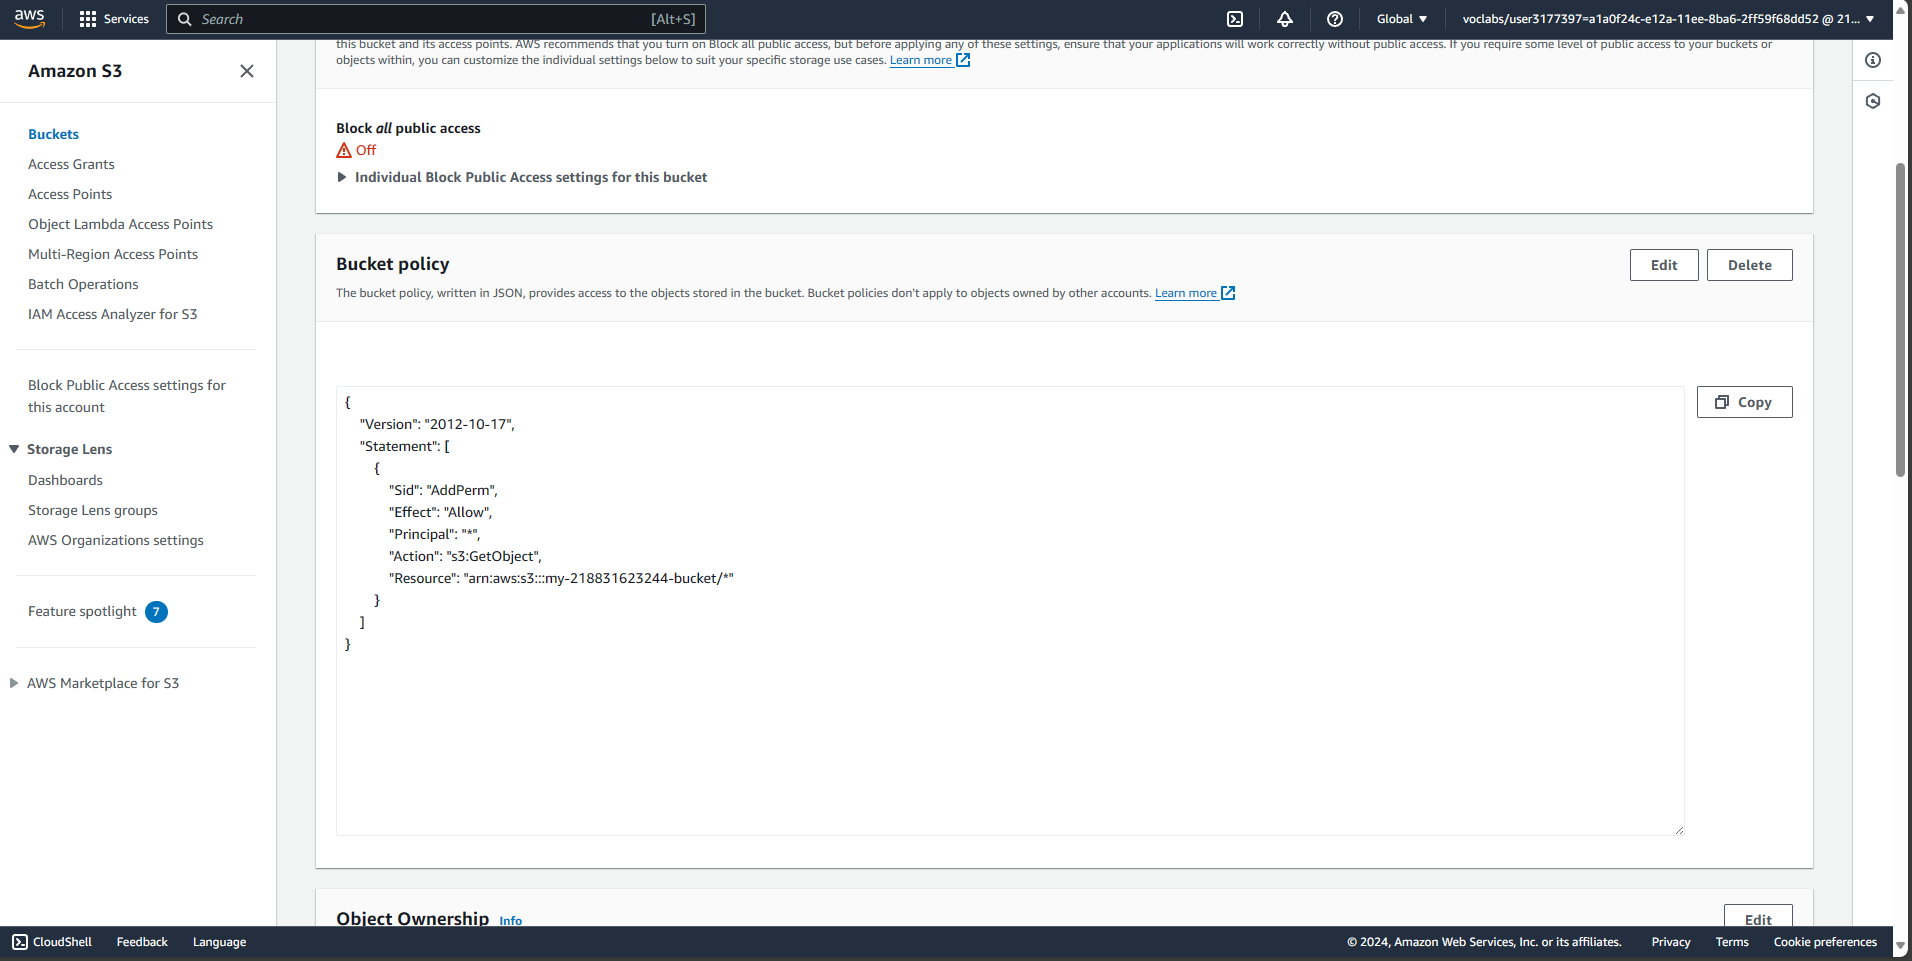 aws
Services
Search
[Alt+S]
Global
voclabs/user3177397=a1a0f24c-e12a-11ee-8ba6-2ff59f68dd52 @ 21...
Amazon S3
Buckets
Access Grants
Access Points
Object Lambda Access Points
Multi-Region Access Points
Batch Operations
IAM Access Analyzer for S3
Block Public Access settings for
this account
Storage Lens
Dashboards
Storage Lens groups
AWS Organizations settings
Feature spotlight 7
AWS Marketplace for S3
this bucket and its access points. AWS recommends that you turn on Block all public access, but before applying any of these settings, ensure that your applications will work correctly without public access. If you require some level of public access to your buckets or
objects within, you can customize the individual settings below to suit your specific storage use cases. Learn more
Block all public access
Off
Individual Block Public Access settings for this bucket
Bucket policy
Edit
Delete
The bucket policy, written in JSON, provides access to the objects stored in the bucket. Bucket policies don't apply to objects owned by other accounts. Learn more
Copy
{
"Version": "2012-10-17",
"Statement": [
{
"Sid": "AddPerm",
"Effect": "Allow",
"Principal": "*",
"Action": "s3:GetObject",
"Resource": "arn:aws:s3:::my-218831623244-bucket/*"
}
]
}
Object Ownership Info
Edit
CloudShell
Feedback
Language
© 2024, Amazon Web Services, Inc. or its affiliates.
Privacy
Terms
Cookie preferences